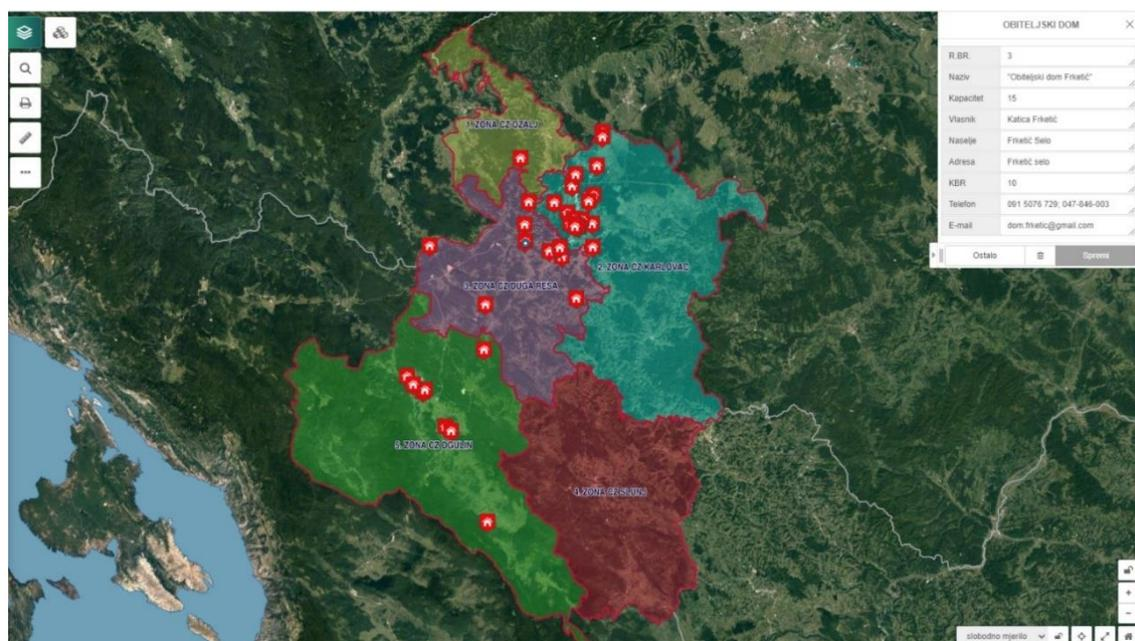 OBITELJSKI DOM
R.BR. 3
Naziv "Obiteljski dom Frketić"
Kapacitet 15
Vlasnik Katica Frketić
Naselje Frketić Selo
Adresa Frketić selo
KBR 10
Telefon 091 5076 729; 047-846-003
E-mail dom.frketic@gmail.com
Ostalo Spremi
1. ZONA CZ OZALJ
2. ZONA CZ KARLOVAC
3. ZONA CZ DUGA RESA
5. ZONA CZ OGULIN
4. ZONA CZ SLUNJ
slobodno mjerilo